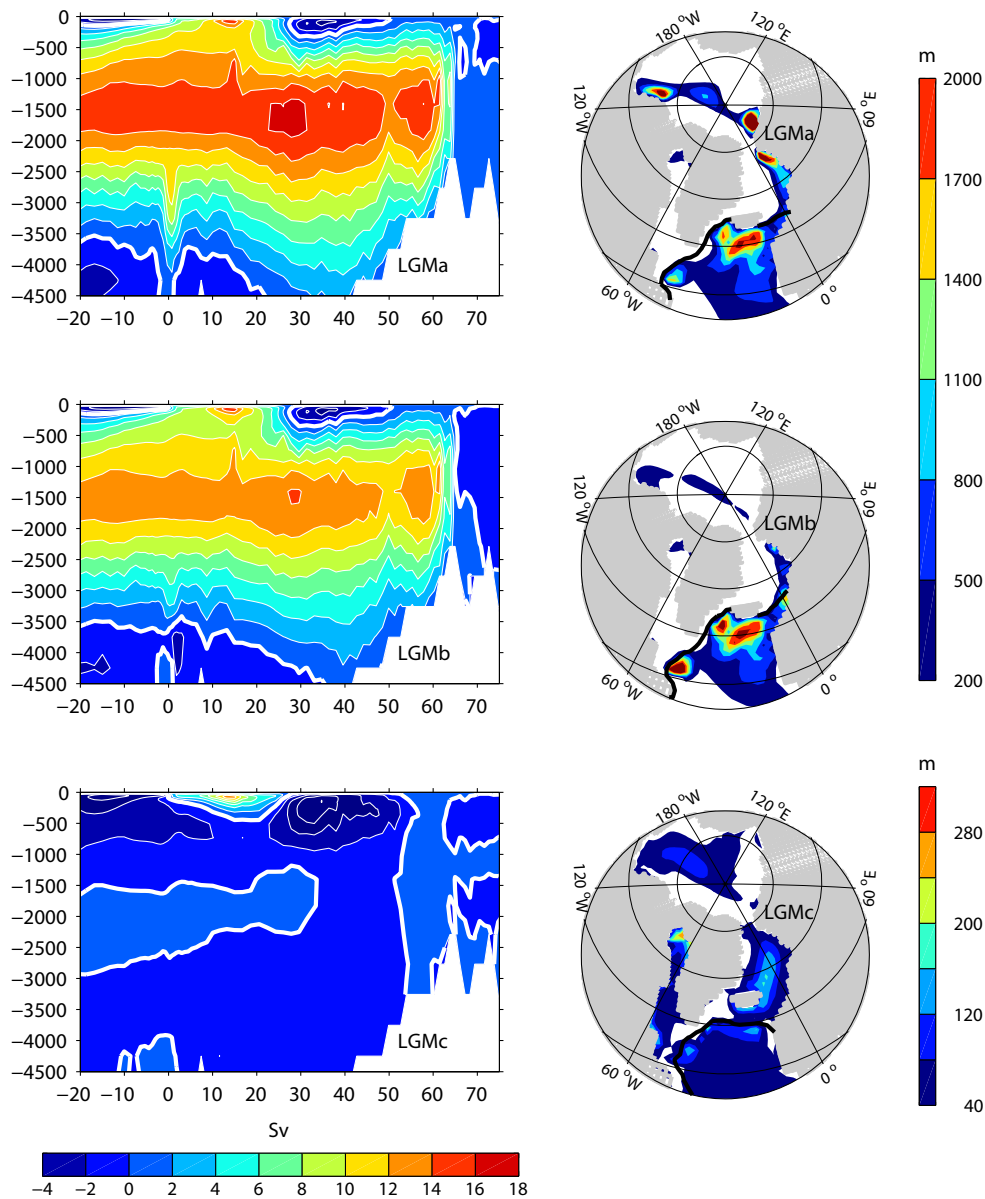 0
−500
−1000
−1500
−2000
−2500
−3000
−3500
−4000
−4500
LGMa
−20 −10 0 10 20 30 40 50 60 70
180 °W
120 °E
120 °W
60 °E
LGMa
60 °W
0 °
m
2000
1700
1400
1100
800
500
200
0
−500
−1000
−1500
−2000
−2500
−3000
−3500
−4000
−4500
LGMb
−20 −10 0 10 20 30 40 50 60 70
180 °W
120 °E
120 °W
60 °E
LGMb
60 °W
0 °
0
−500
−1000
−1500
−2000
−2500
−3000
−3500
−4000
−4500
LGMc
−20 −10 0 10 20 30 40 50 60 70
180 °W
120 °E
120 °W
60 °E
LGMc
60 °W
0 °
m
280
200
120
40
Sv
−4 −2 0 2 4 6 8 10 12 14 16 18